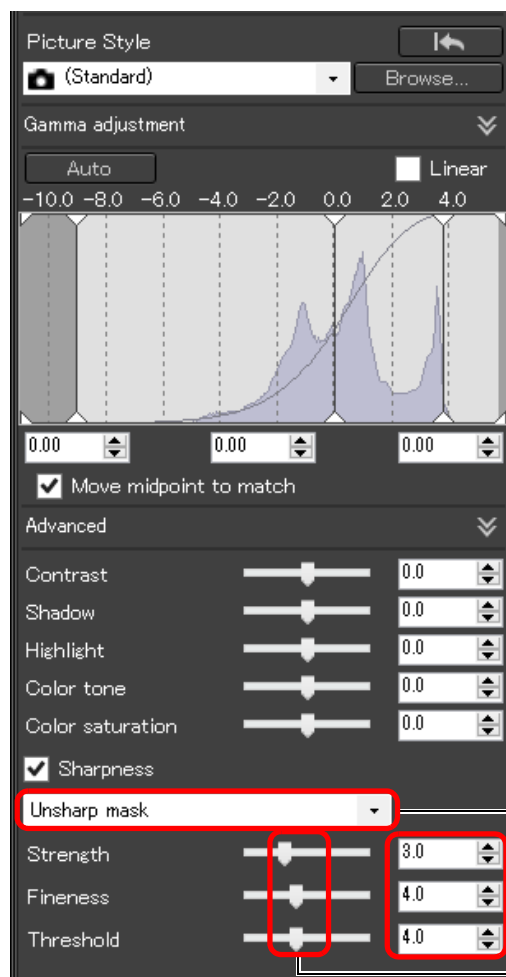 Picture Style
(Standard)
Browse...
Gamma adjustment
Auto
Linear
-10.0 -8.0 -6.0 -4.0 -2.0 0.0 2.0 4.0
0.00 0.00 0.00
Move midpoint to match
Advanced
Contrast 0.0
Shadow 0.0
Highlight 0.0
Color tone 0.0
Color saturation 0.0
Sharpness
Unsharp mask
Strength 3.0
Fineness 4.0
Threshold 4.0